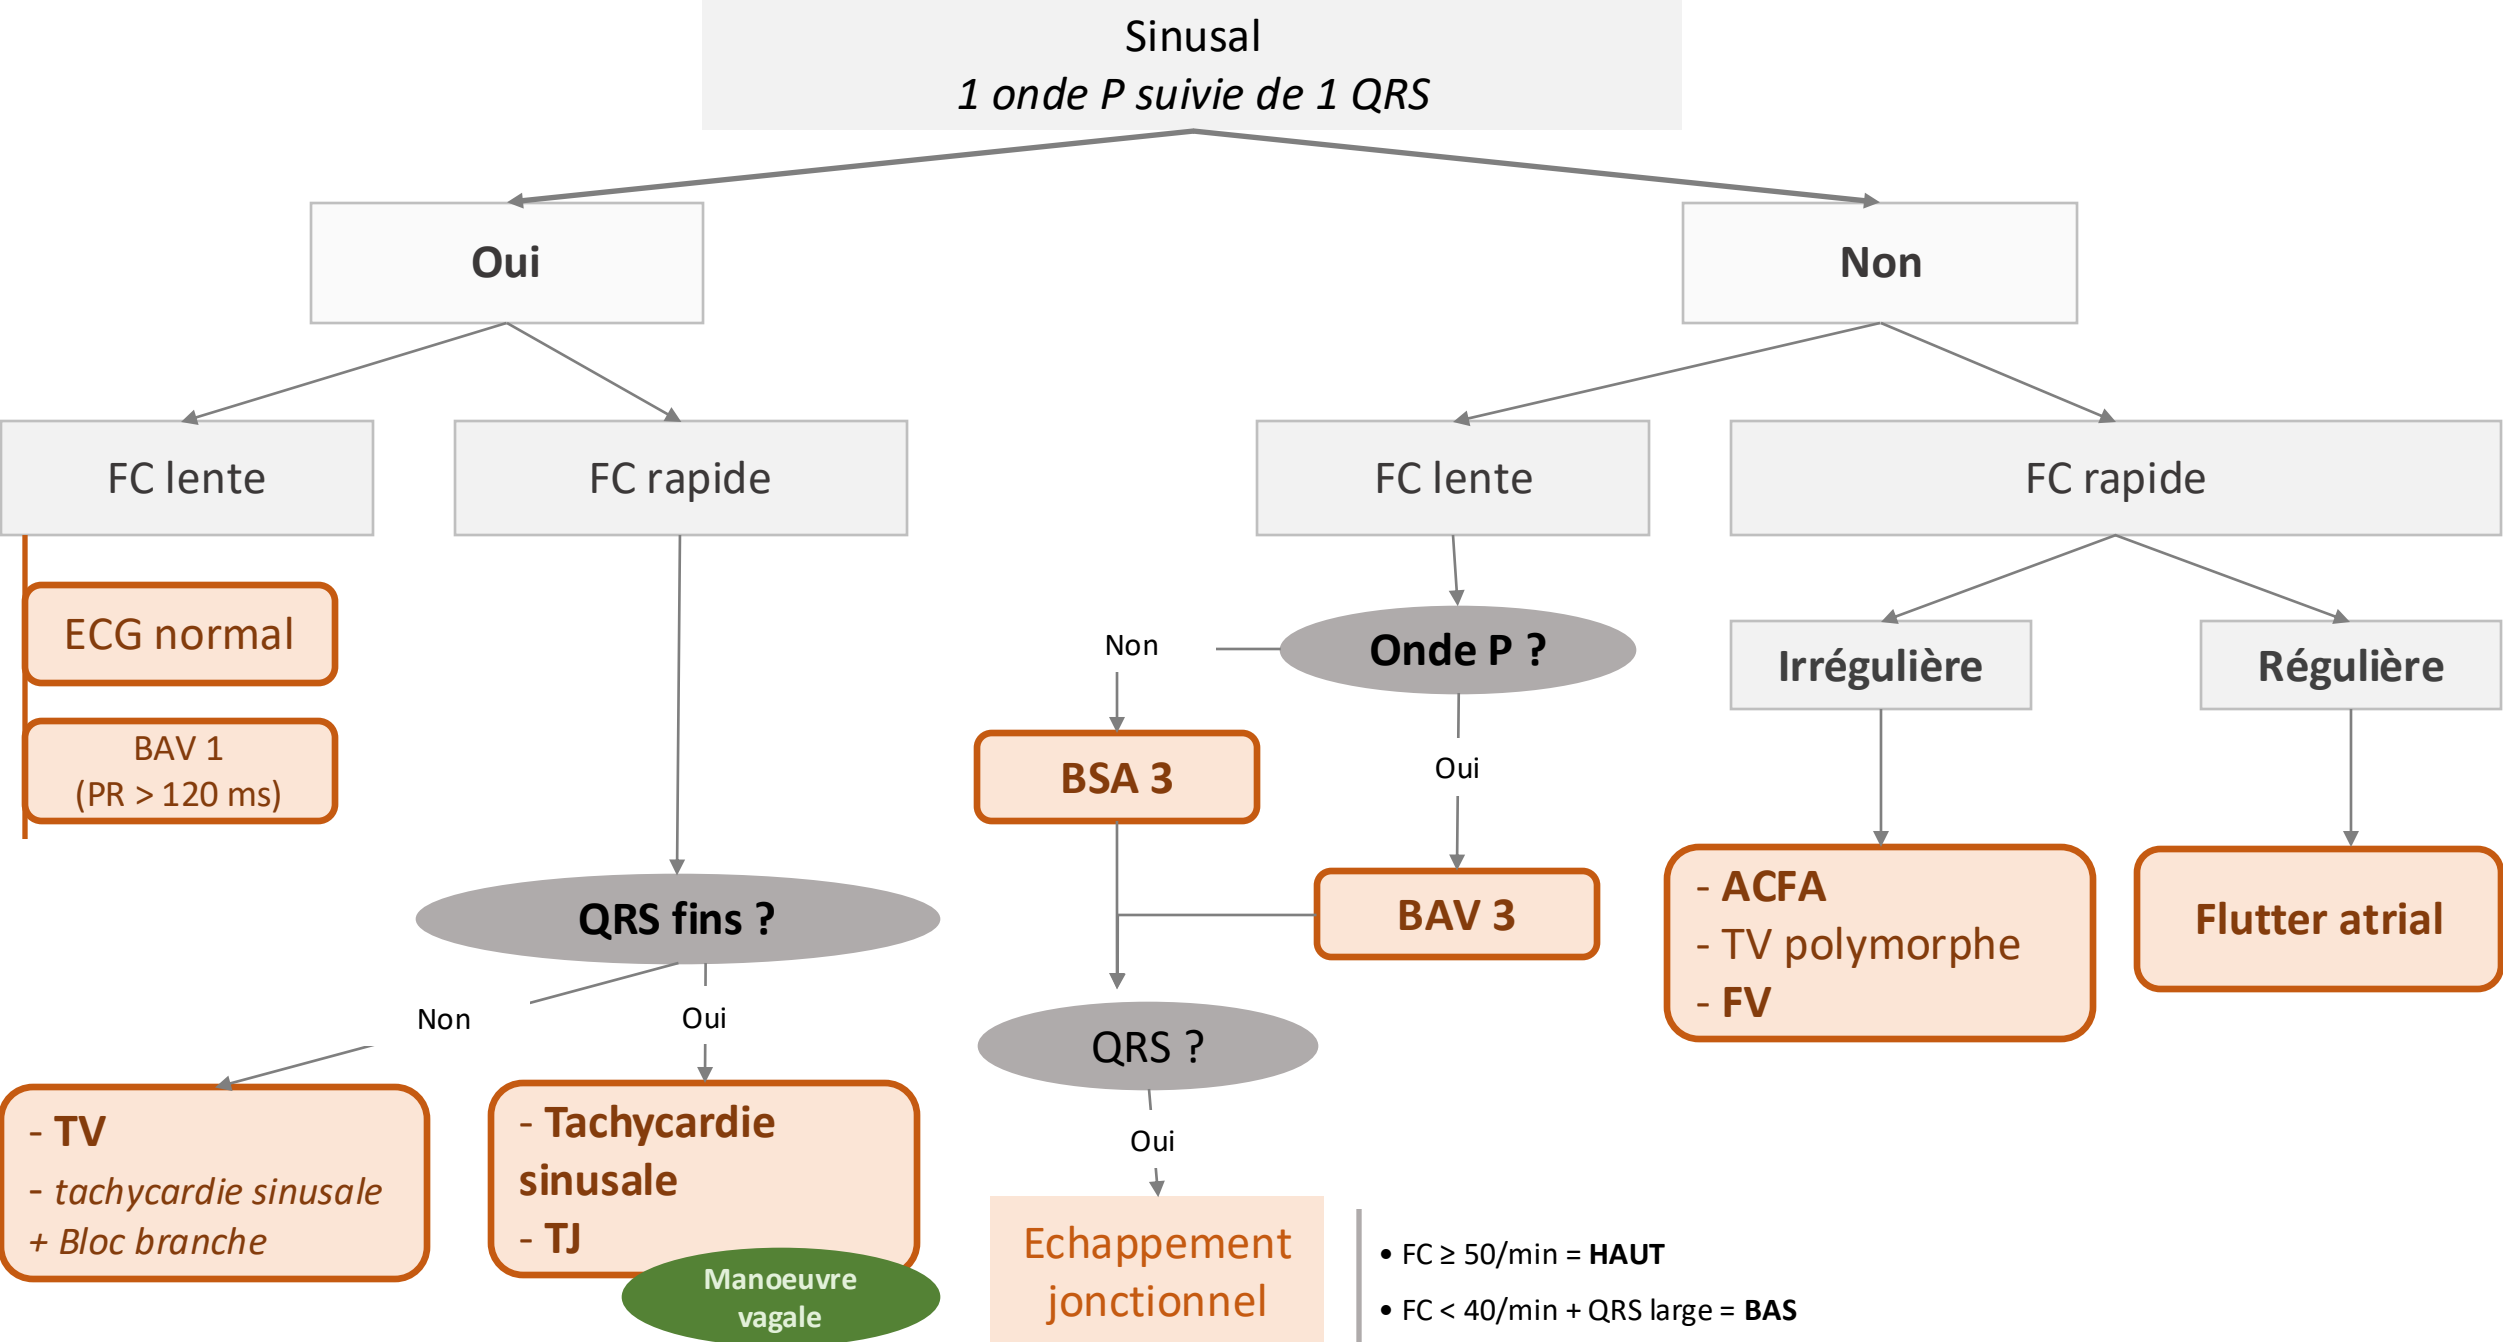 Sinusal
1 onde P suivie de 1 QRS
Oui
Non
FC lente
FC rapide
FC lente
FC rapide
ECG normal
BAV 1
(PR > 120 ms)
Non
Onde P ?
Irrégulière
Régulière
BSA 3
Oui
BAV 3
- ACFA
- TV polymorphe
- FV
Flutter atrial
QRS fins ?
Non
Oui
QRS ?
- TV
- tachycardie sinusale
+ Bloc branche
- Tachycardie
sinusale
- TJ
Manoeuvre
vagale
Oui
Echappement
jonctionnel
• FC ≥ 50/min = HAUT
• FC < 40/min + QRS large = BAS